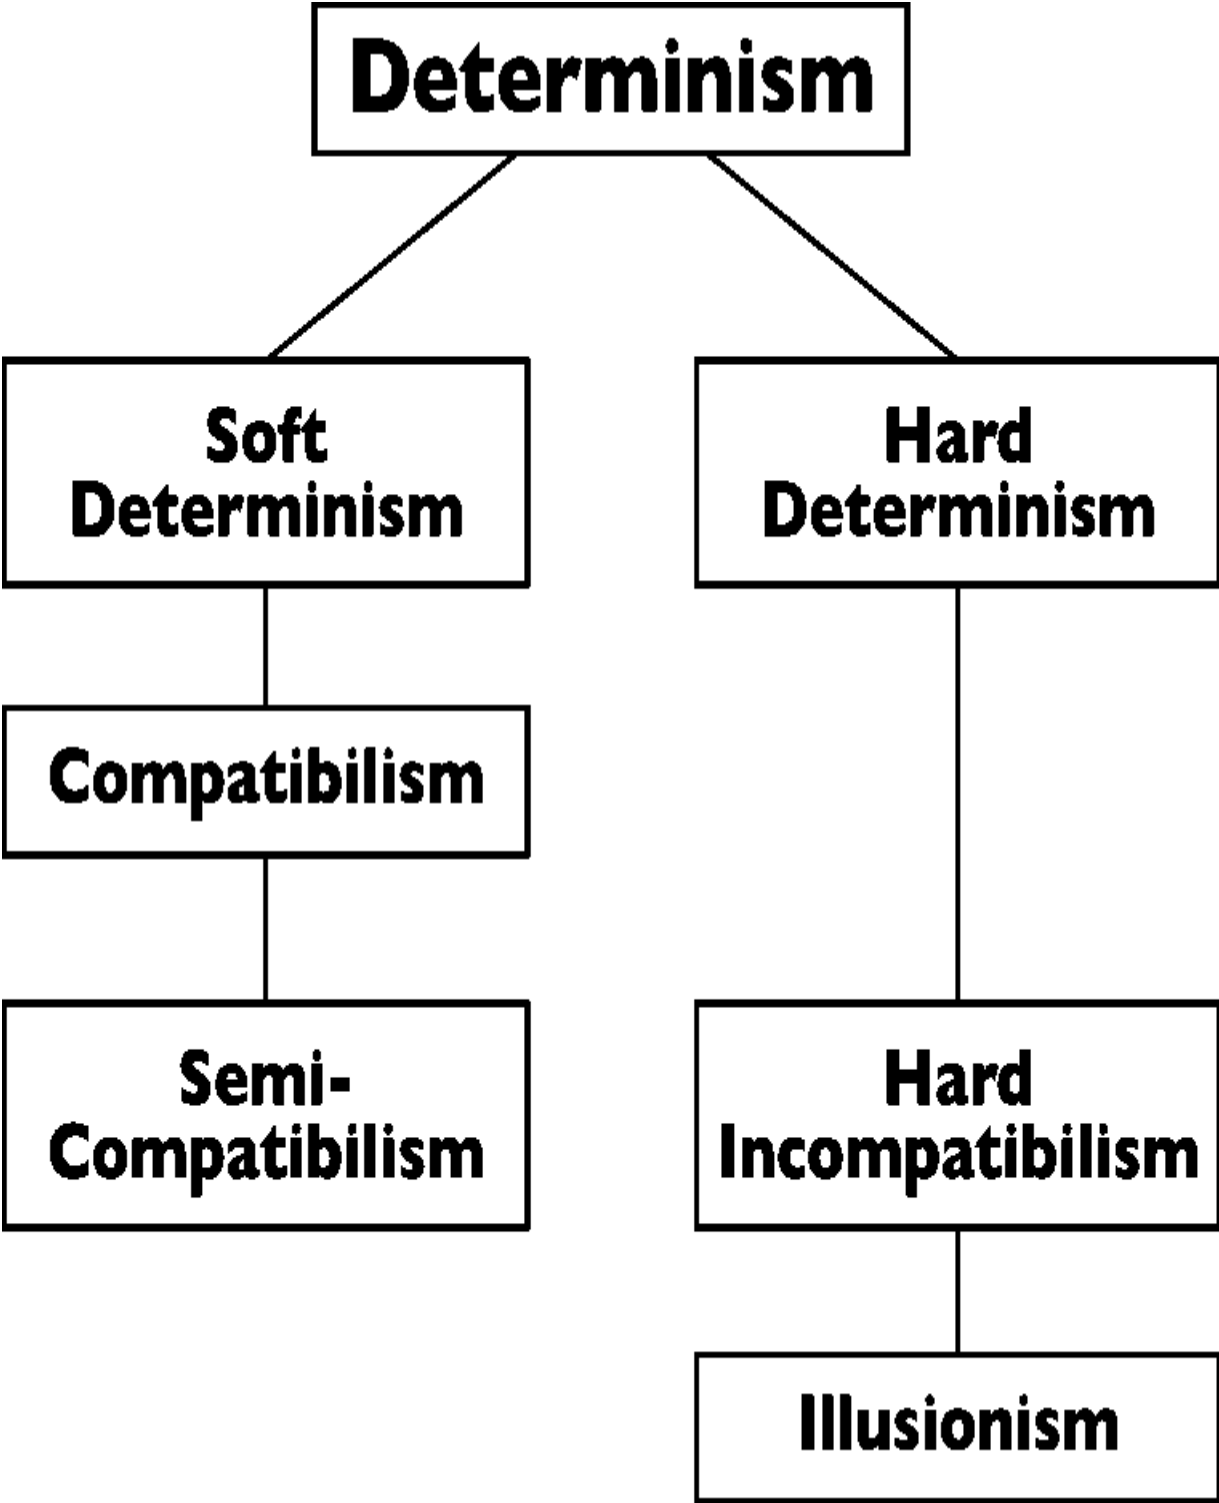 Determinism
Soft
Determinism
Hard
Determinism
Compatibilism
Semi-
Compatibilism
Hard
Incompatibilism
Illusionism